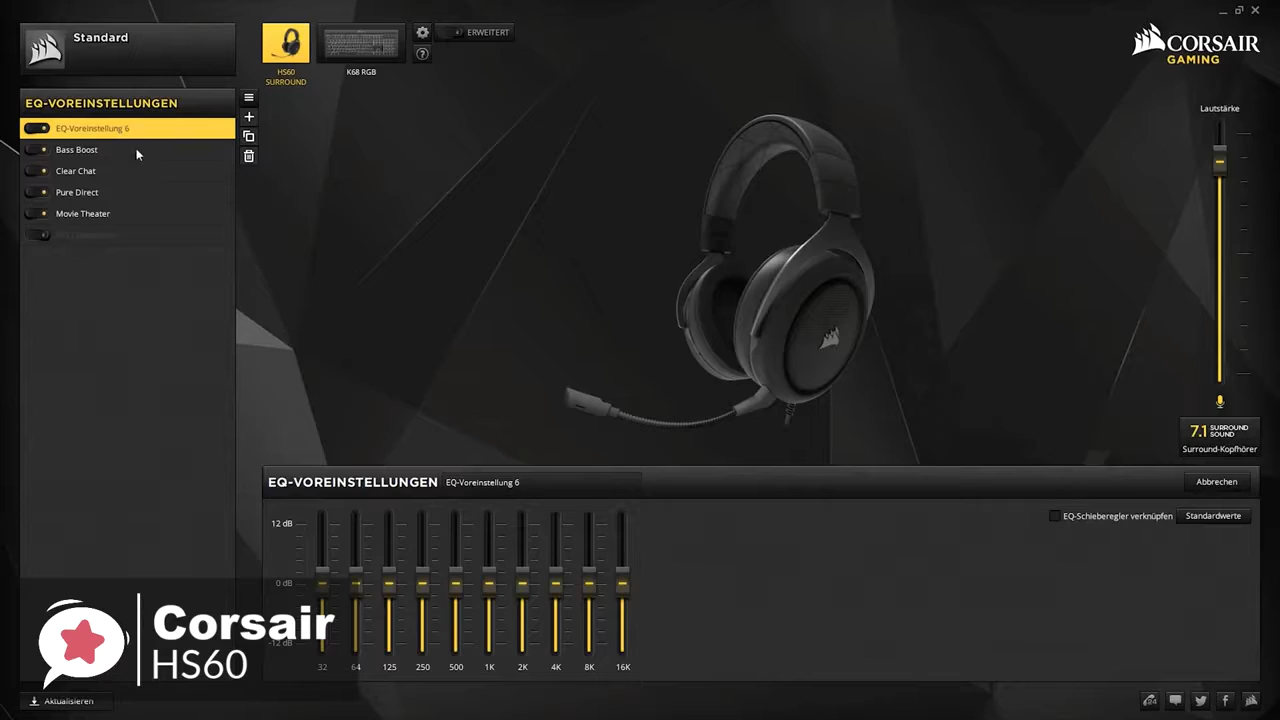 Standard
HS60
SURROUND
K68 RGB
ERWEITERT
CORSAIR
GAMING
EQ-VOREINSTELLUNGEN
EQ-Voreinstellung 6
Bass Boost
Clear Chat
Pure Direct
Movie Theater
Lautstärke
7.1 SURROUND SOUND
Surround-Kopfhörer
EQ-VOREINSTELLUNGEN EQ-Voreinstellung 6
Abbrechen
EQ-Schieberegler verknüpfen Standardwerte
12 dB
0 dB
-12 dB
32 64 125 250 500 1K 2K 4K 8K 16K
Corsair
HS60
Aktualisieren
24